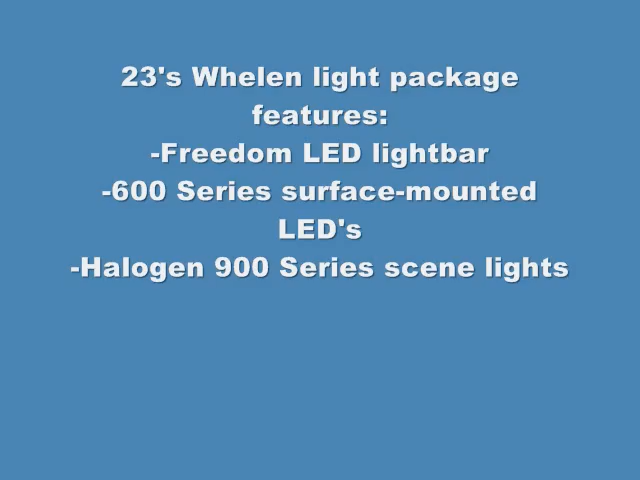 23's Whelen light package
features:
-Freedom LED lightbar
-600 Series surface-mounted
LED's
-Halogen 900 Series scene lights